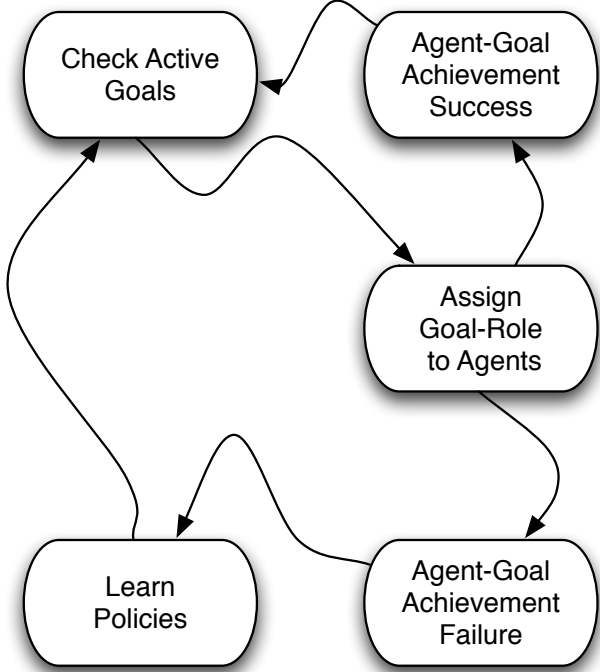 Check Active
Goals
Agent-Goal
Achievement
Success
Assign
Goal-Role
to Agents
Learn
Policies
Agent-Goal
Achievement
Failure